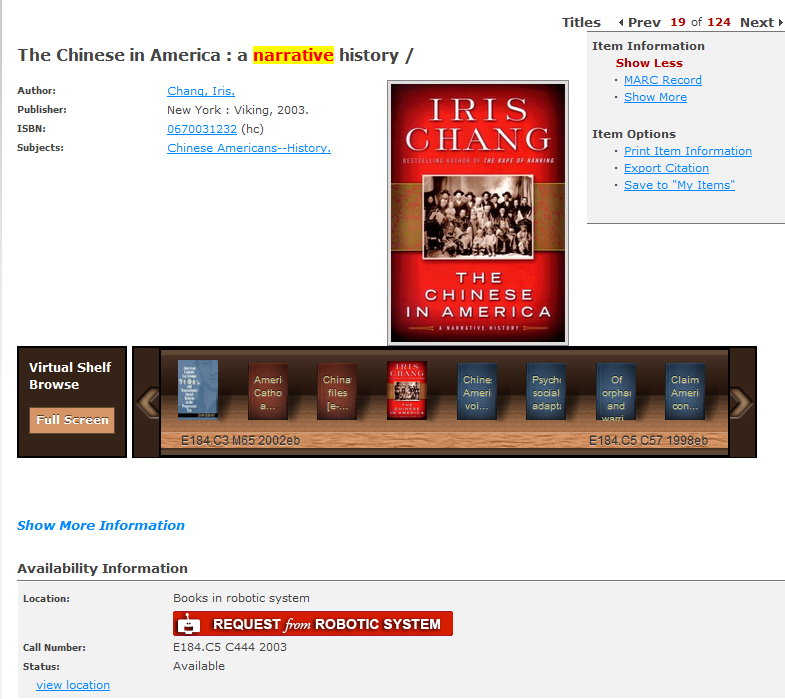 Titles Prev 19 of 124 Next
The Chinese in America : a narrative history /
Author: Chang, Iris.
Publisher: New York : Viking, 2003.
ISBN: 0670031232 (hc)
Subjects: Chinese Americans--History.
IRIS
CHANG
BESTSELLING AUTHOR OF THE RAPE OF NANKING
THE
CHINESE
IN AMERICA
A NARRATIVE HISTORY
Item Information
Show Less
· MARC Record
· Show More
Item Options
· Print Item Information
· Export Citation
· Save to "My Items"
Virtual Shelf
Browse
Full Screen
Ameri
Catho
a...
China
files
[e-...
IRIS
CHANG
THE
CHINESE
IN AMERICA
Chine
Ameri
voi...
Psycho
social
adapta
Of
orphan
and
warri
Claim
Ameri
con...
E184.C3 M65 2002eb
E184.C5 C57 1998eb
Show More Information
Availability Information
Location: Books in robotic system
REQUEST from ROBOTIC SYSTEM
Call Number: E184.C5 C444 2003
Status: Available
view location